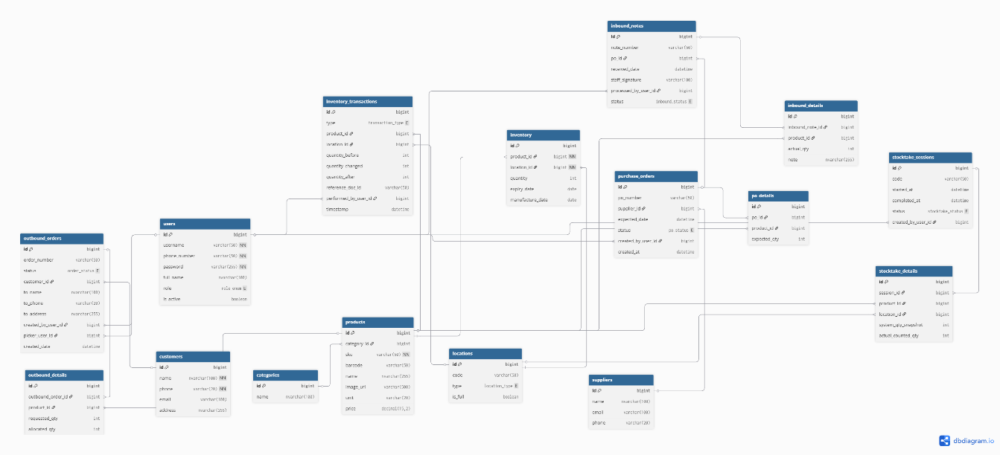 inbound_notes
id bigint
note_number varchar(50)
po_id bigint
received_date datetime
staff_signature varchar(100)
processed_by_user_id bigint
status inbound_status E
inventory_transactions
id bigint
type transaction_type E
product_id bigint
location_id bigint
quantity_before int
quantity_changed int
quantity_after int
reference_doc_id varchar(50)
performed_by_user_id bigint
timestamp datetime
inbound_details
id bigint
inbound_note_id bigint
product_id bigint
actual_qty int
note nvarchar(255)
inventory
id bigint
product_id bigint NN
location_id bigint NN
quantity int
expiry_date date
manufacture_date date
stocktake_sessions
id bigint
code varchar(50)
started_at datetime
completed_at datetime
status stocktake_status E
created_by_user_id bigint
purchase_orders
id bigint
po_number varchar(50)
supplier_id bigint
expected_date datetime
status po_status E
created_by_user_id bigint
created_at datetime
po_details
id bigint
po_id bigint
product_id bigint
expected_qty int
users
id bigint
username varchar(50) NN
phone_number varchar(50) NN
password varchar(255) NN
full_name nvarchar(100)
role role_enum E
is_active boolean
outbound_orders
id bigint
order_number varchar(50)
status order_status E
customer_id bigint
to_name nvarchar(100)
to_phone varchar(20)
to_address nvarchar(255)
created_by_user_id bigint
picker_user_id bigint
created_date datetime
stocktake_details
id bigint
session_id bigint
product_id bigint
location_id bigint
system_qty_snapshot int
actual_counted_qty int
products
id bigint
category_id bigint
sku varchar(50) NN
barcode varchar(50)
name nvarchar(255)
image_url varchar(500)
unit varchar(20)
price decimal(15,2)
customers
id bigint
name nvarchar(100) NN
phone varchar(20) NN
email varchar(100)
address nvarchar(255)
locations
id bigint
code varchar(50)
type location_type E
is_full boolean
categories
id bigint
name nvarchar(100)
outbound_details
id bigint
outbound_order_id bigint
product_id bigint
requested_qty int
allocated_qty int
suppliers
id bigint
name nvarchar(100)
email varchar(100)
phone varchar(20)
dbdiagram.io